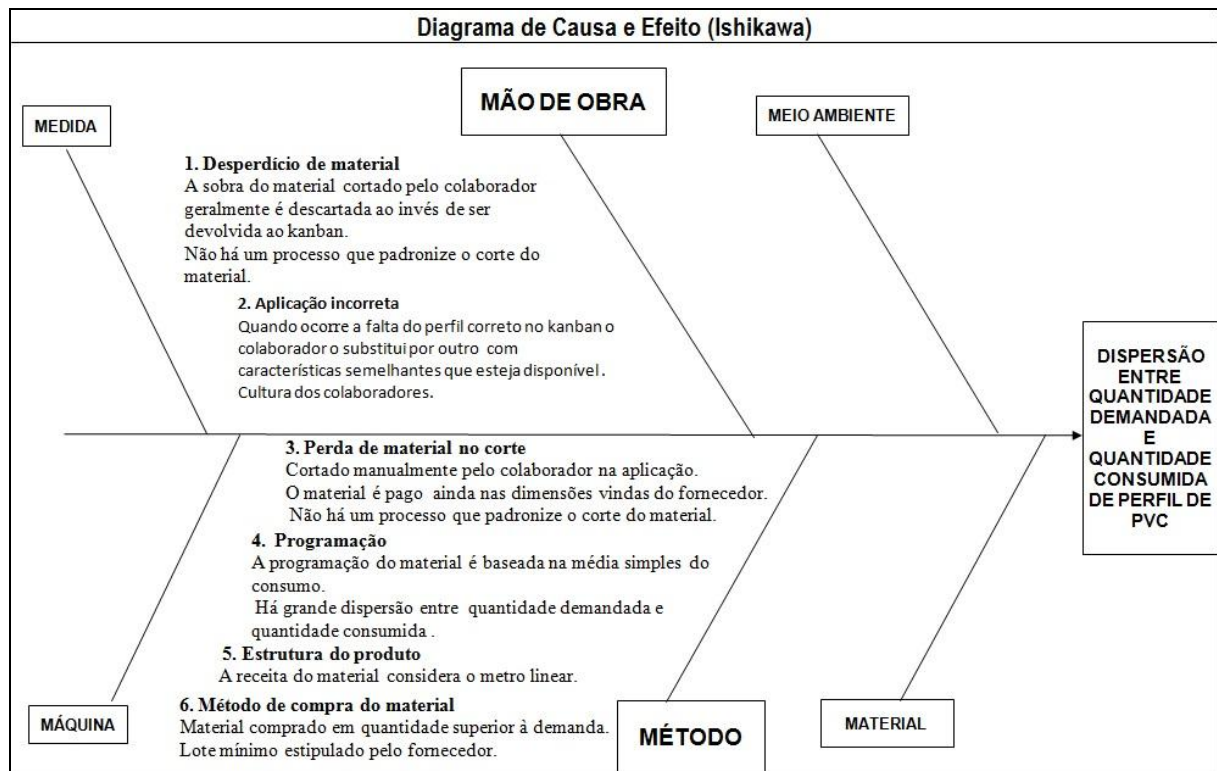 Diagrama de Causa e Efeito (Ishikawa)
MEDIDA
MÃO DE OBRA
MEIO AMBIENTE
1. Desperdício de material
A sobra do material cortado pelo colaborador
geralmente é descartada ao invés de ser
devolvida ao kanban.
Não há um processo que padronize o corte do
material.
2. Aplicação incorreta
Quando ocorre a falta do perfil correto no kanban o
colaborador o substitui por outro com
características semelhantes que esteja disponível .
Cultura dos colaboradores.
DISPERSÃO
ENTRE
QUANTIDADE
DEMANDADA
E
QUANTIDADE
CONSUMIDA
DE PERFIL DE
PVC
3. Perda de material no corte
Cortado manualmente pelo colaborador na aplicação.
O material é pago ainda nas dimensões vindas do fornecedor.
Não há um processo que padronize o corte do material.
4. Programação
A programação do material é baseada na média simples do
consumo.
Há grande dispersão entre quantidade demandada e
quantidade consumida .
5. Estrutura do produto
A receita do material considera o metro linear.
6. Método de compra do material
Material comprado em quantidade superior à demanda.
Lote mínimo estipulado pelo fornecedor.
MÁQUINA
MÉTODO
MATERIAL